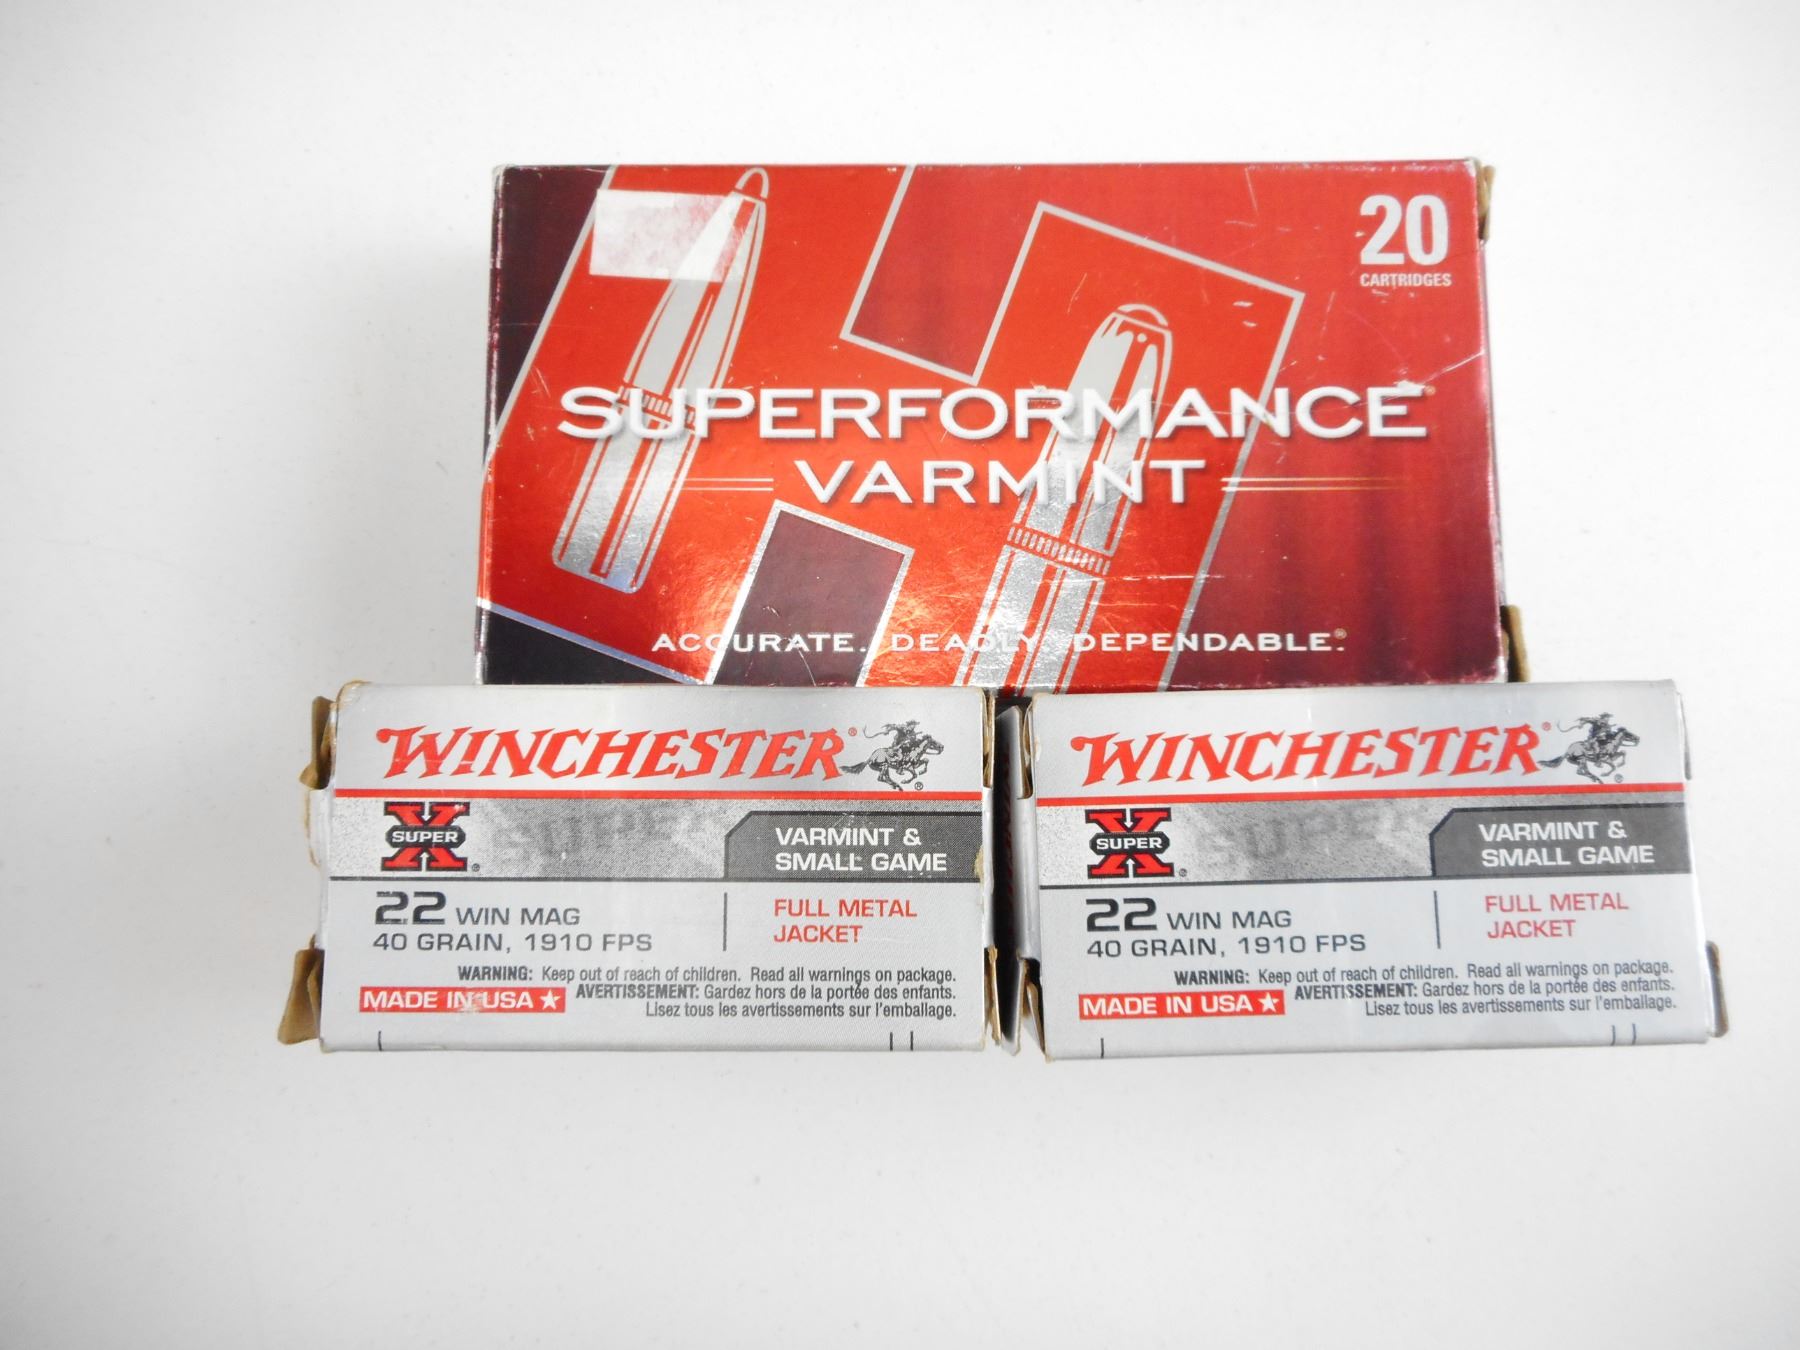 20
CARTRIDGES
SUPERFORMANCE®
VARMINT
ACCURATE. DEADLY. DEPENDABLE.®
WINCHESTER®
®
X
SUPER
®
SUPER
VARMINT &
SMALL GAME
22 WIN MAG
40 GRAIN, 1910 FPS
FULL METAL
JACKET
WARNING: Keep out of reach of children. Read all warnings on package.
MADE IN USA ★
AVERTISSEMENT: Gardez hors de la portée des enfants.
Lisez tous les avertissements sur l'emballage.
WINCHESTER®
®
X
SUPER
®
SUPER
VARMINT &
SMALL GAME
22 WIN MAG
40 GRAIN, 1910 FPS
FULL METAL
JACKET
WARNING: Keep out of reach of children. Read all warnings on package.
MADE IN USA ★
AVERTISSEMENT: Gardez hors de la portée des enfants.
Lisez tous les avertissements sur l'emballage.